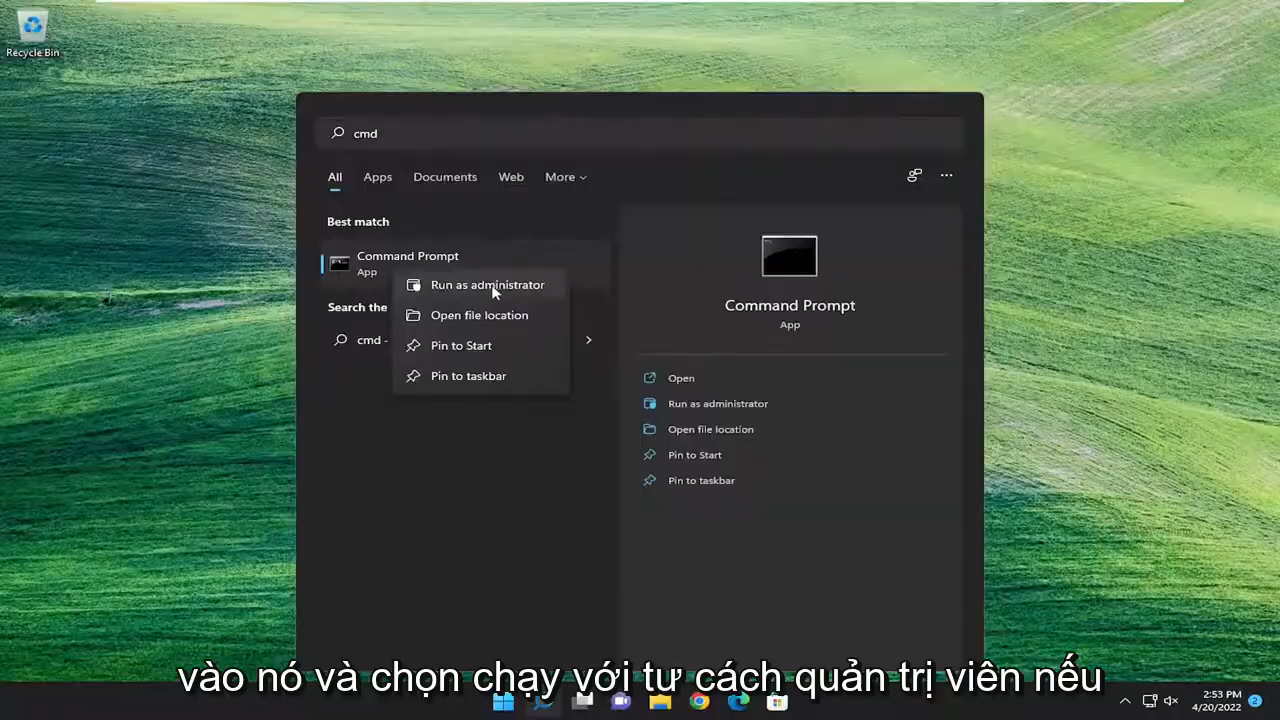 Recycle Bin
cmd
All Apps Documents Web More
Best match
Command Prompt
App
Run as administrator
Search the
Open file location
cmd -
Pin to Start
Pin to taskbar
Command Prompt
App
Open
Run as administrator
Open file location
Pin to Start
Pin to taskbar
vào nó và chọn chạy với tư cách quản trị viên nếu
2:53 PM
4/20/2022
2